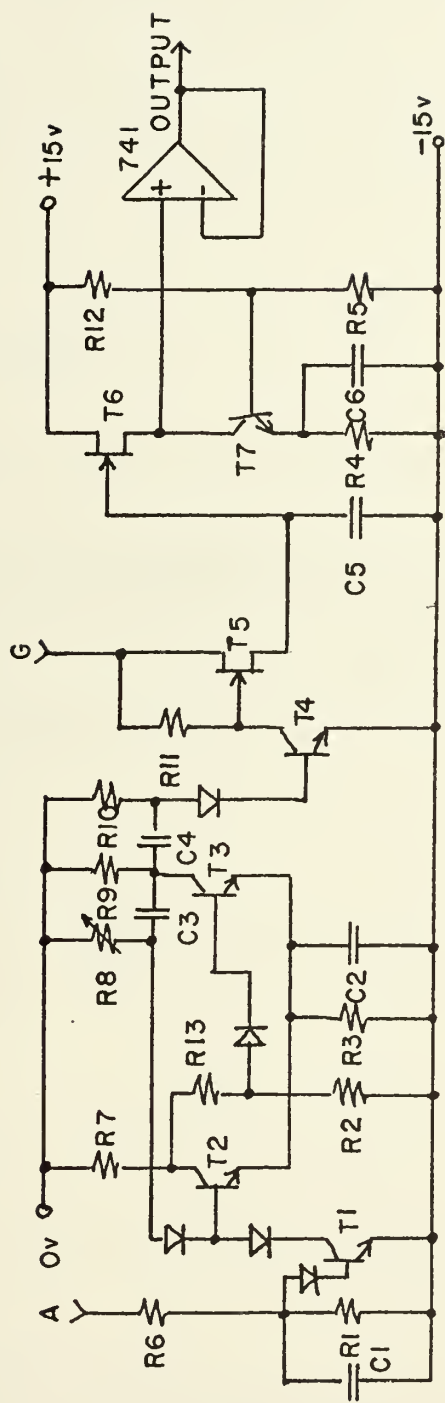 A
R6
R1
C1
T1
0v
R7
T2
R13
R2
R3
C2
R8
R9
R10
C3
C4
T3
R11
T4
G
T5
C5
R4
C6
R5
T6
T7
R12
+15v
741
+
-
OUTPUT
-15v